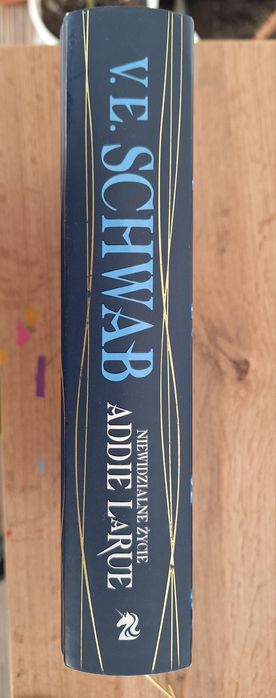 V.E. SCHWAB
NIEWIDZIALNE ŻYCIE
ADDIE LARUE